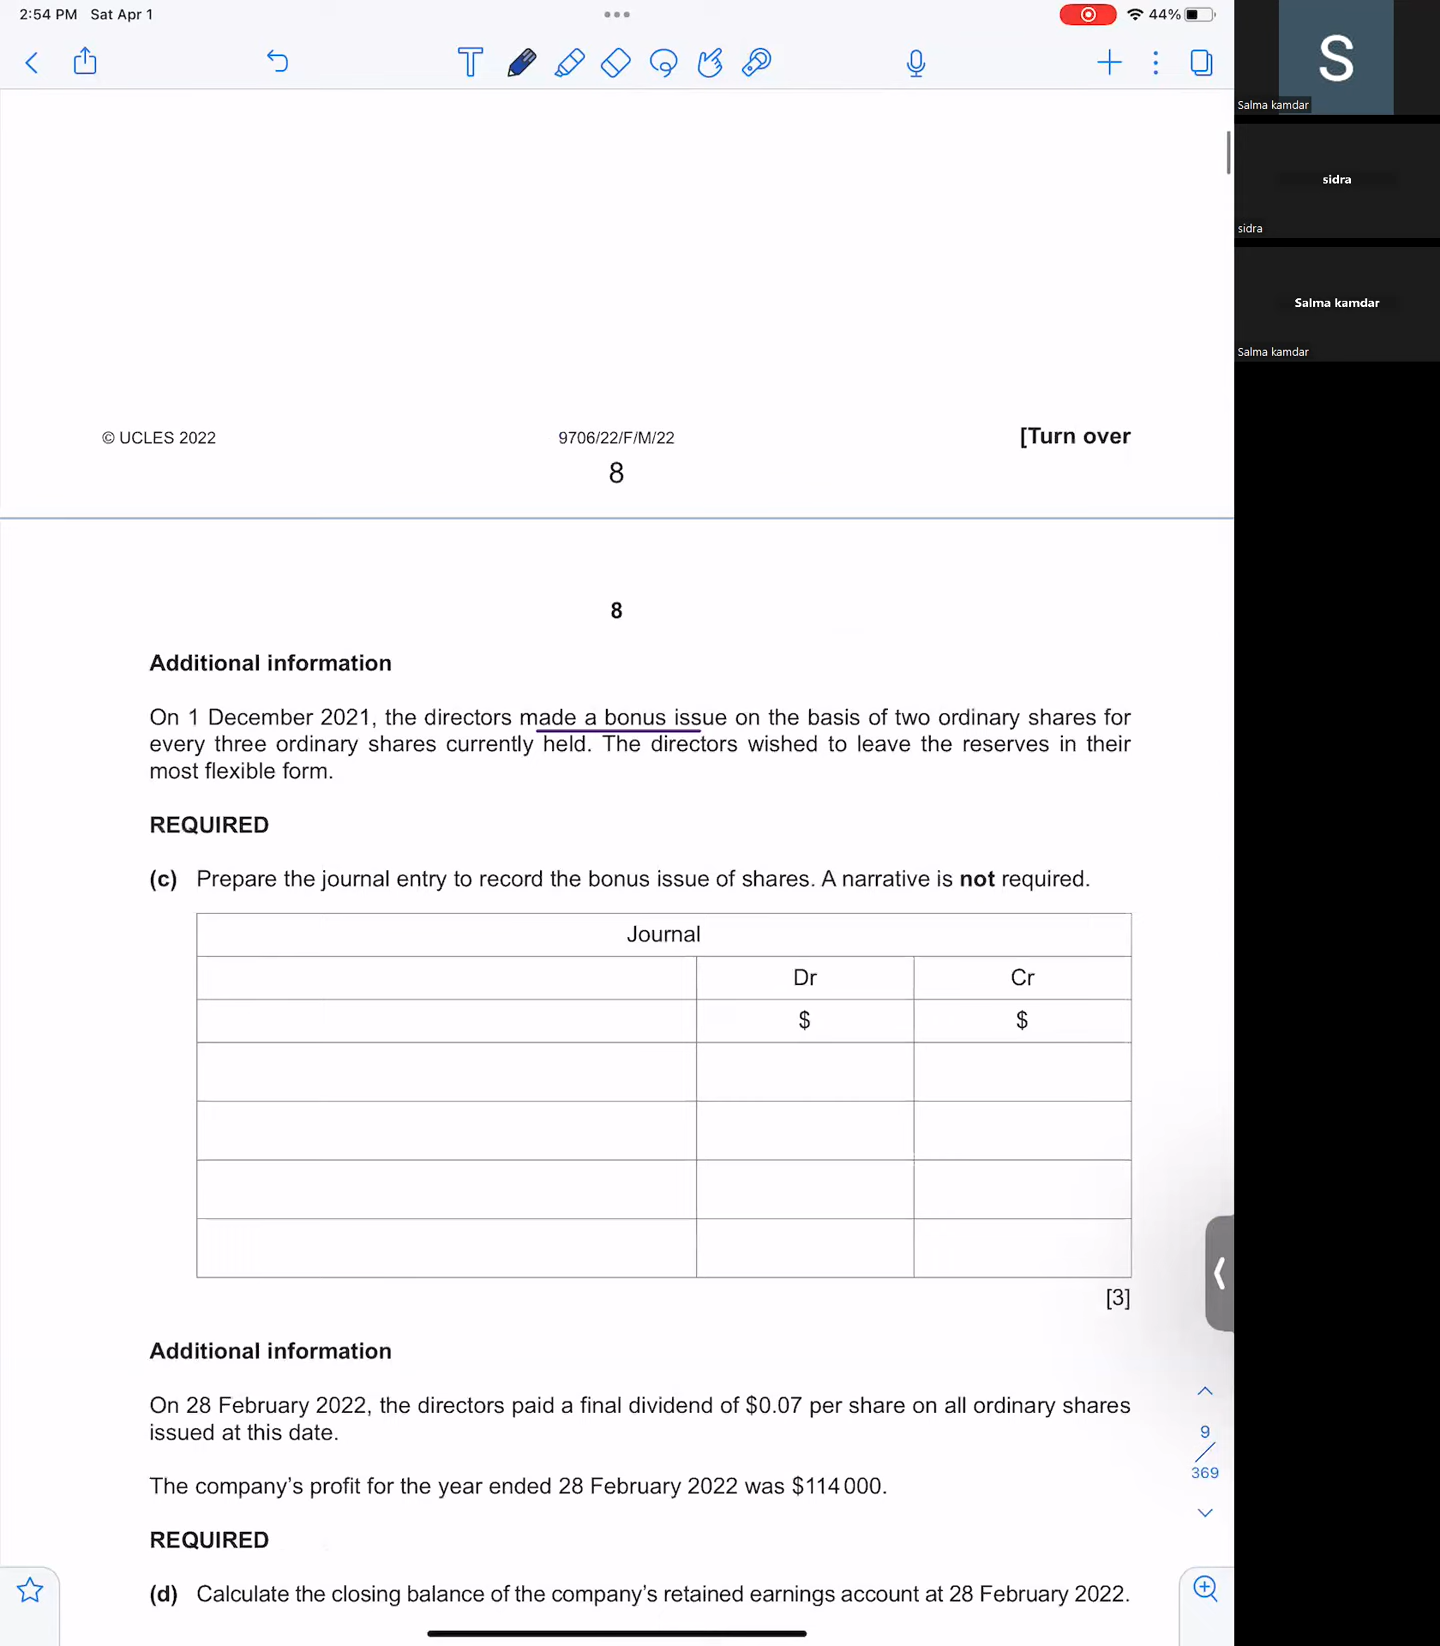 2:54 PM Sat Apr 1
44%
T
S
Salma kamdar
sidra
sidra
Salma kamdar
Salma kamdar
© UCLES 2022
9706/22/F/M/22
[Turn over
8
8
Additional information
On 1 December 2021, the directors made a bonus issue on the basis of two ordinary shares for
every three ordinary shares currently held. The directors wished to leave the reserves in their
most flexible form.
REQUIRED
(c) Prepare the journal entry to record the bonus issue of shares. A narrative is not required.
Journal
Dr Cr
$ $
[3]
Additional information
On 28 February 2022, the directors paid a final dividend of $0.07 per share on all ordinary shares
issued at this date.
The company's profit for the year ended 28 February 2022 was $114 000.
REQUIRED
(d) Calculate the closing balance of the company's retained earnings account at 28 February 2022.
9
/
369